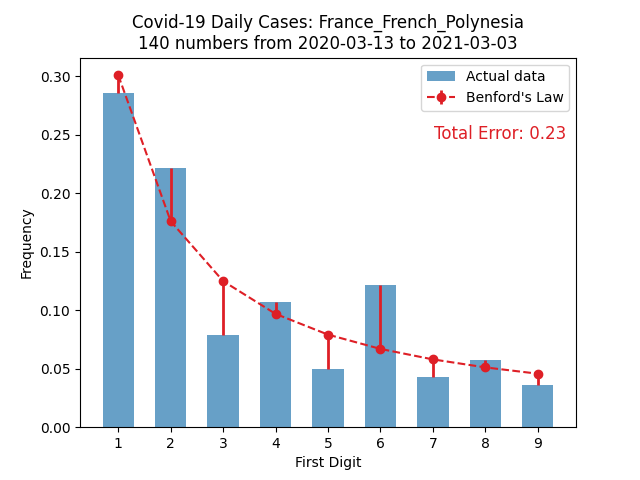 Covid-19 Daily Cases: France_French_Polynesia
140 numbers from 2020-03-13 to 2021-03-03
Actual data
Benford's Law
Total Error: 0.23
Frequency
0.30
0.25
0.20
0.15
0.10
0.05
0.00
1 2 3 4 5 6 7 8 9
First Digit